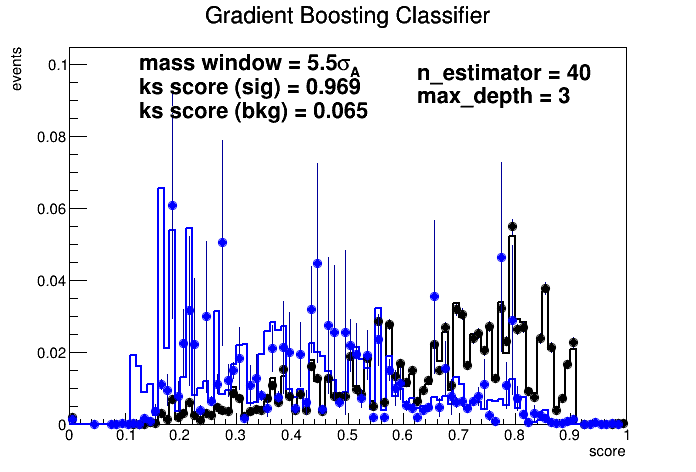 Gradient Boosting Classifier
events
mass window = 5.5σA
ks score (sig) = 0.969
ks score (bkg) = 0.065
n_estimator = 40
max_depth = 3
0.1
0.08
0.06
0.04
0.02
0
0 0.1 0.2 0.3 0.4 0.5 0.6 0.7 0.8 0.9 1
score